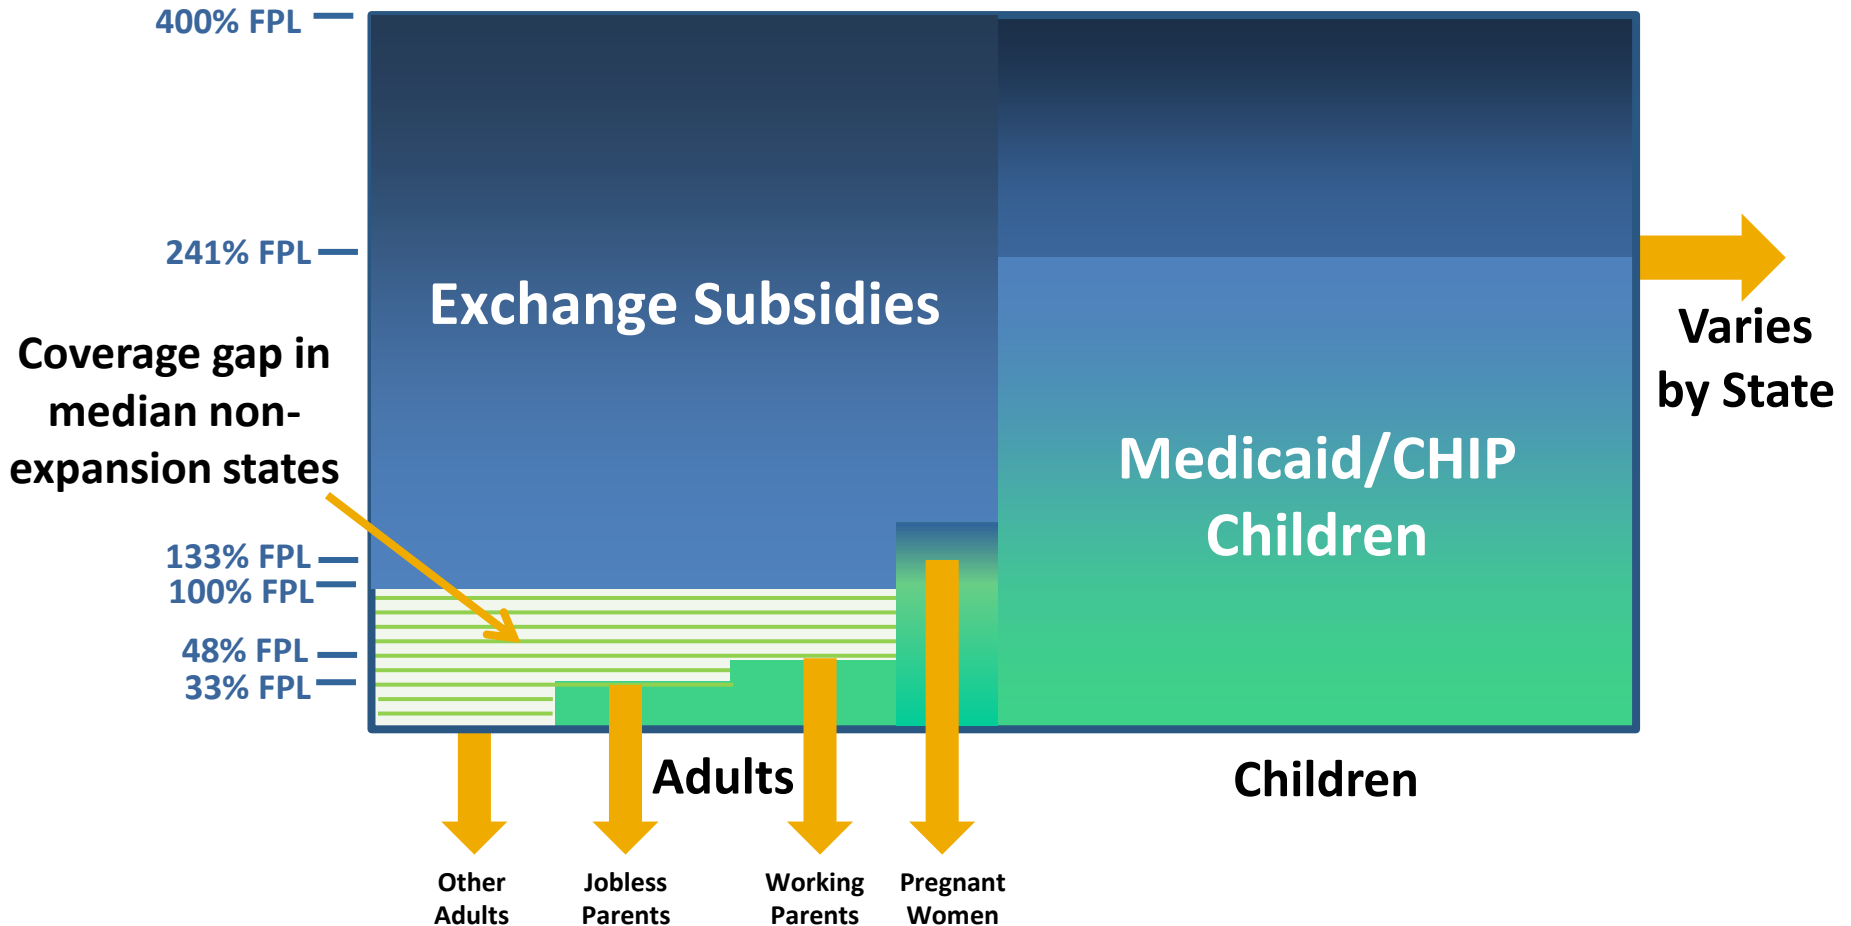 400% FPL
241% FPL
Exchange Subsidies
Varies
by State
Coverage gap in
median non-
expansion states
Medicaid/CHIP
Children
133% FPL
100% FPL
48% FPL
33% FPL
Adults
Children
Other
Adults
Jobless
Parents
Working
Parents
Pregnant
Women